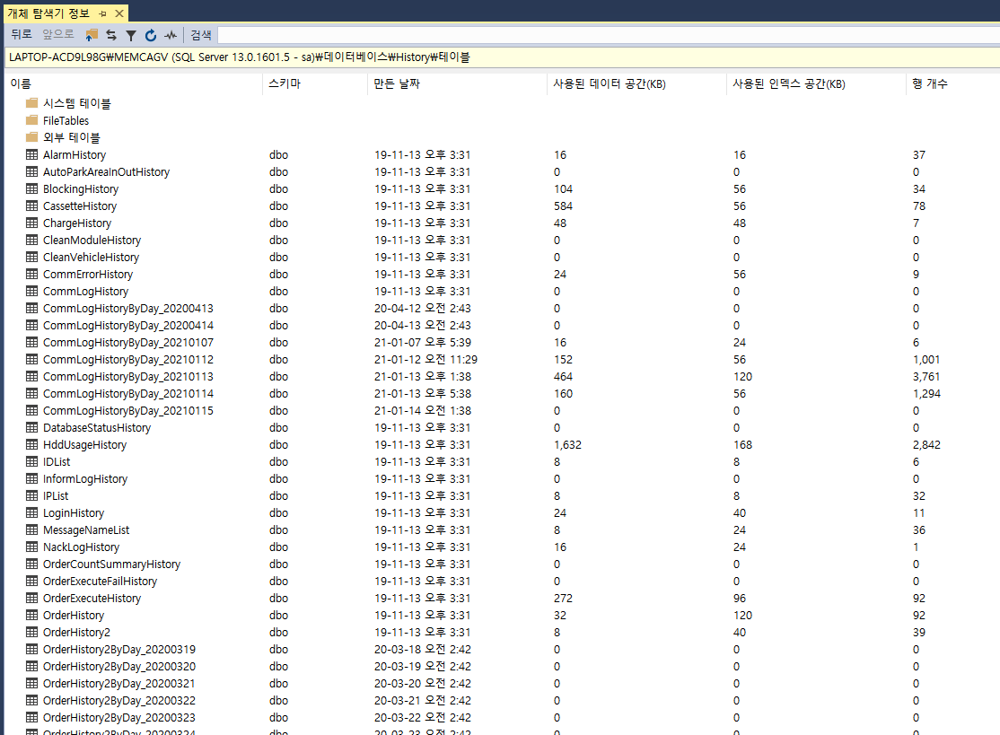 개체 탐색기 정보
뒤로 앞으로 검색
LAPTOP-ACD9L98G₩MEMCAGV (SQL Server 13.0.1601.5 - sa)₩데이터베이스₩History₩테이블
이름 스키마 만든 날짜 사용된 데이터 공간(KB) 사용된 인덱스 공간(KB) 행 개수
시스템 테이블
FileTables
외부 테이블
AlarmHistory dbo 19-11-13 오후 3:31 16 16 37
AutoParkAreaInOutHistory dbo 19-11-13 오후 3:31 0 0 0
BlockingHistory dbo 19-11-13 오후 3:31 104 56 34
CassetteHistory dbo 19-11-13 오후 3:31 584 56 78
ChargeHistory dbo 19-11-13 오후 3:31 48 48 7
CleanModuleHistory dbo 19-11-13 오후 3:31 0 0 0
CleanVehicleHistory dbo 19-11-13 오후 3:31 0 0 0
CommErrorHistory dbo 19-11-13 오후 3:31 24 56 9
CommLogHistory dbo 19-11-13 오후 3:31 0 0 0
CommLogHistoryByDay_20200413 dbo 20-04-12 오전 2:43 0 0 0
CommLogHistoryByDay_20200414 dbo 20-04-13 오전 2:43 0 0 0
CommLogHistoryByDay_20210107 dbo 21-01-07 오후 5:39 16 24 6
CommLogHistoryByDay_20210112 dbo 21-01-12 오전 11:29 152 56 1,001
CommLogHistoryByDay_20210113 dbo 21-01-13 오후 1:38 464 120 3,761
CommLogHistoryByDay_20210114 dbo 21-01-13 오후 5:38 160 56 1,294
CommLogHistoryByDay_20210115 dbo 21-01-14 오전 1:38 0 0 0
DatabaseStatusHistory dbo 19-11-13 오후 3:31 0 0 0
HddUsageHistory dbo 19-11-13 오후 3:31 1,632 168 2,842
IDList dbo 19-11-13 오후 3:31 8 8 6
InformLogHistory dbo 19-11-13 오후 3:31 0 0 0
IPList dbo 19-11-13 오후 3:31 8 8 32
LoginHistory dbo 19-11-13 오후 3:31 24 40 11
MessageNameList dbo 19-11-13 오후 3:31 8 24 36
NackLogHistory dbo 19-11-13 오후 3:31 16 24 1
OrderCountSummaryHistory dbo 19-11-13 오후 3:31 0 0 0
OrderExecuteFailHistory dbo 19-11-13 오후 3:31 0 0 0
OrderExecuteHistory dbo 19-11-13 오후 3:31 272 96 92
OrderHistory dbo 19-11-13 오후 3:31 32 120 92
OrderHistory2 dbo 19-11-13 오후 3:31 8 40 39
OrderHistory2ByDay_20200319 dbo 20-03-18 오전 2:42 0 0 0
OrderHistory2ByDay_20200320 dbo 20-03-19 오전 2:42 0 0 0
OrderHistory2ByDay_20200321 dbo 20-03-20 오전 2:42 0 0 0
OrderHistory2ByDay_20200322 dbo 20-03-21 오전 2:42 0 0 0
OrderHistory2ByDay_20200323 dbo 20-03-22 오전 2:42 0 0 0
OrderHistory2ByDay_20200324 dbo 20-03-23 오전 2:42 0 0 0